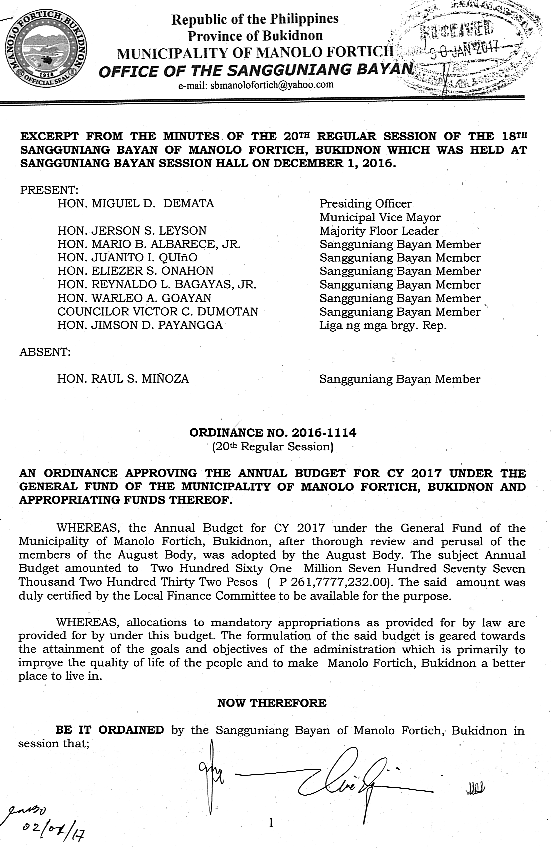 Republic of the Philippines
Province of Bukidnon
MUNICIPALITY OF MANOLO FORTICH
OFFICE OF THE SANGGUNIANG BAYAN
e-mail: sbmanolofortich@yahoo.com
MANOLO FORTICH, BUKIDNON
OFFICIAL SEAL
RECEIVED
30 JAN 2017
EXCERPT FROM THE MINUTES OF THE 20TH REGULAR SESSION OF THE 18TH
SANGGUNIANG BAYAN OF MANOLO FORTICH, BUKIDNON WHICH WAS HELD AT
SANGGUNIANG BAYAN SESSION HALL ON DECEMBER 1, 2016.
PRESENT:
HON. MIGUEL D. DEMATA Presiding Officer
Municipal Vice Mayor
HON. JERSON S. LEYSON Majority Floor Leader
HON. MARIO B. ALBARECE, JR. Sangguniang Bayan Member
HON. JUANITO I. QUIñO Sangguniang Bayan Member
HON. ELIEZER S. ONAHON Sangguniang Bayan Member
HON. REYNALDO L. BAGAYAS, JR. Sangguniang Bayan Member
HON. WARLEO A. GOAYAN Sangguniang Bayan Member
COUNCILOR VICTOR C. DUMOTAN Sangguniang Bayan Member
HON. JIMSON D. PAYANGGA Liga ng mga brgy. Rep.
ABSENT:
HON. RAUL S. MIÑOZA Sangguniang Bayan Member
ORDINANCE NO. 2016-1114
(20th Regular Session)
AN ORDINANCE APPROVING THE ANNUAL BUDGET FOR CY 2017 UNDER THE
GENERAL FUND OF THE MUNICIPALITY OF MANOLO FORTICH, BUKIDNON AND
APPROPRIATING FUNDS THEREOF.
WHEREAS, the Annual Budget for CY 2017 under the General Fund of the
Municipality of Manolo Fortich, Bukidnon, after thorough review and perusal of the
members of the August Body, was adopted by the August Body. The subject Annual
Budget amounted to Two Hundred Sixty One Million Seven Hundred Seventy Seven
Thousand Two Hundred Thirty Two Pesos ( P 261,7777,232.00). The said amount was
duly certified by the Local Finance Committee to be available for the purpose.
WHEREAS, allocations to mandatory appropriations as provided for by law are
provided for by under this budget. The formulation of the said budget is geared towards
the attainment of the goals and objectives of the administration which is primarily to
improve the quality of life of the people and to make Manolo Fortich, Bukidnon a better
place to live in.
NOW THEREFORE
BE IT ORDAINED by the Sangguniang Bayan of Manolo Fortich, Bukidnon in
session that;
1